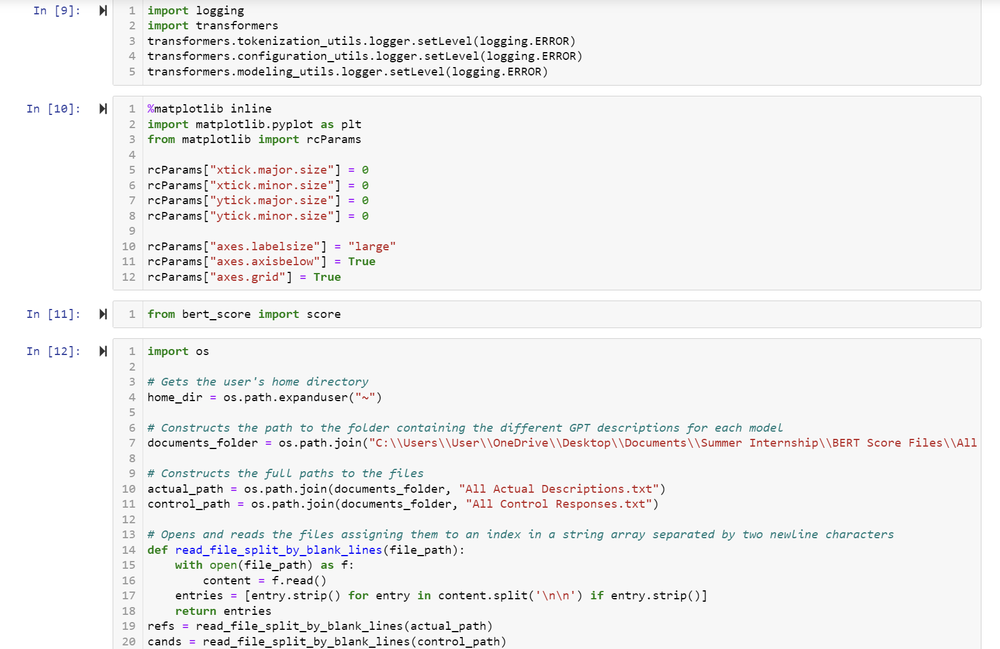 In [9]:
1 import logging
2 import transformers
3 transformers.tokenization_utils.logger.setLevel(logging.ERROR)
4 transformers.configuration_utils.logger.setLevel(logging.ERROR)
5 transformers.modeling_utils.logger.setLevel(logging.ERROR)
In [10]:
1 %matplotlib inline
2 import matplotlib.pyplot as plt
3 from matplotlib import rcParams
4
5 rcParams["xtick.major.size"] = 0
6 rcParams["xtick.minor.size"] = 0
7 rcParams["ytick.major.size"] = 0
8 rcParams["ytick.minor.size"] = 0
9
10 rcParams["axes.labelsize"] = "large"
11 rcParams["axes.axisbelow"] = True
12 rcParams["axes.grid"] = True
In [11]:
1 from bert_score import score
In [12]:
1 import os
2
3 # Gets the user's home directory
4 home_dir = os.path.expanduser("~")
5
6 # Constructs the path to the folder containing the different GPT descriptions for each model
7 documents_folder = os.path.join("C:\\Users\\User\\OneDrive\\Desktop\\Documents\\Summer Internship\\BERT Score Files\\All
8
9 # Constructs the full paths to the files
10 actual_path = os.path.join(documents_folder, "All Actual Descriptions.txt")
11 control_path = os.path.join(documents_folder, "All Control Responses.txt")
12
13 # Opens and reads the files assigning them to an index in a string array separated by two newline characters
14 def read_file_split_by_blank_lines(file_path):
15     with open(file_path) as f:
16         content = f.read()
17     entries = [entry.strip() for entry in content.split('\n\n') if entry.strip()]
18     return entries
19 refs = read_file_split_by_blank_lines(actual_path)
20 cands = read_file_split_by_blank_lines(control_path)